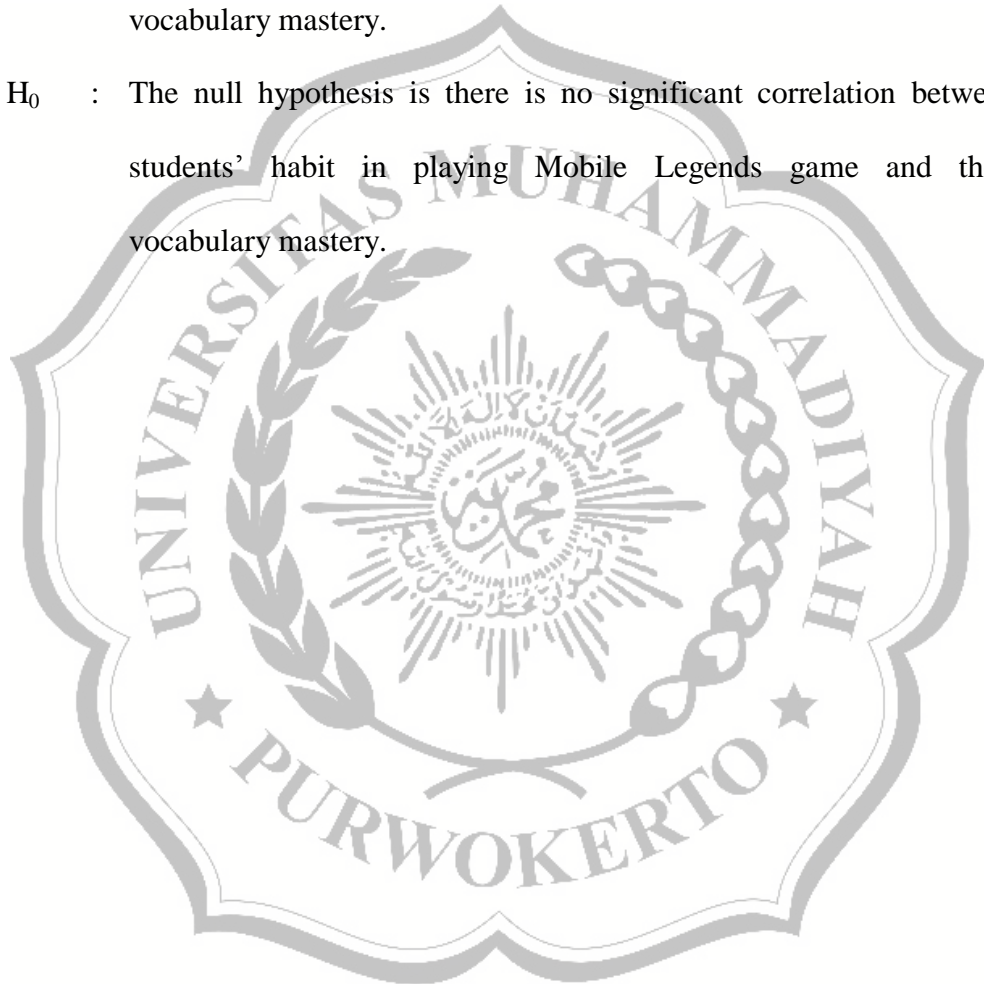 vocabulary mastery.
H₀ : The null hypothesis is there is no significant correlation betwe
students’ habit in playing Mobile Legends game and th
vocabulary mastery.
UNIVERSITAS MUHAMMADIYAH
★ PURWOKERTO ★